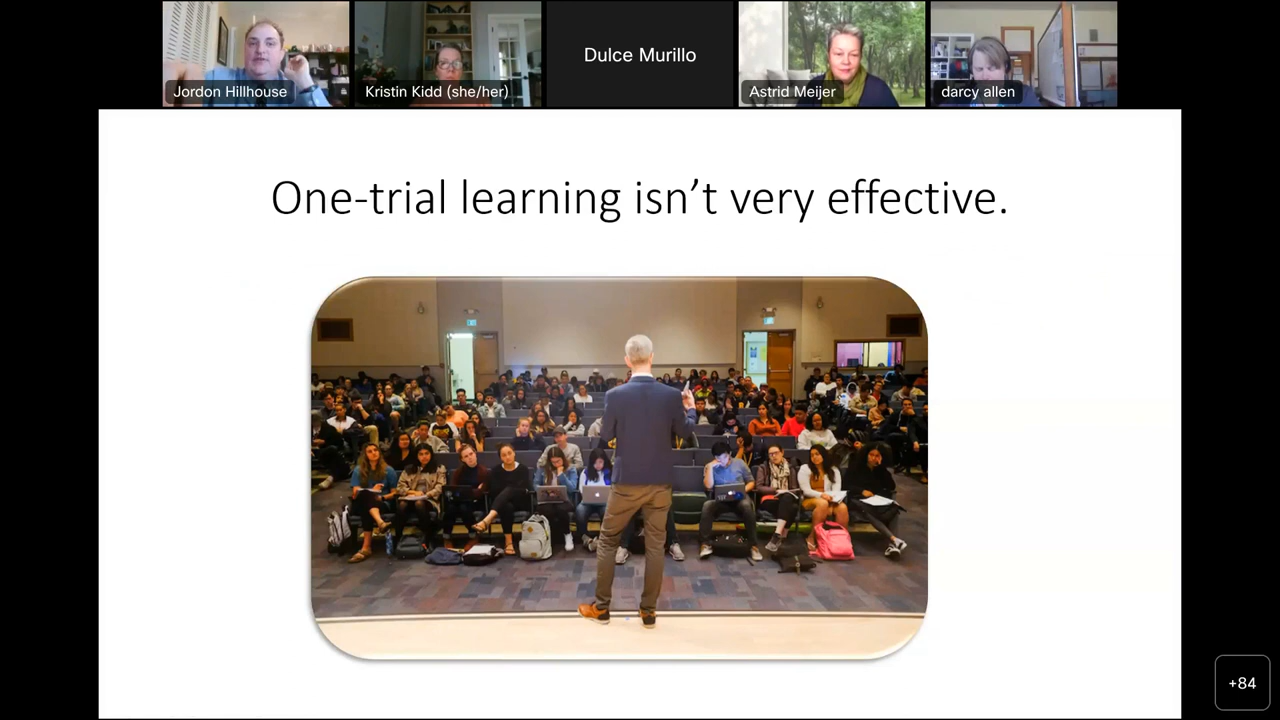 Jordon Hillhouse
Kristin Kidd (she/her)
Dulce Murillo
Astrid Meijer
darcy allen
One-trial learning isn’t very effective.
+84